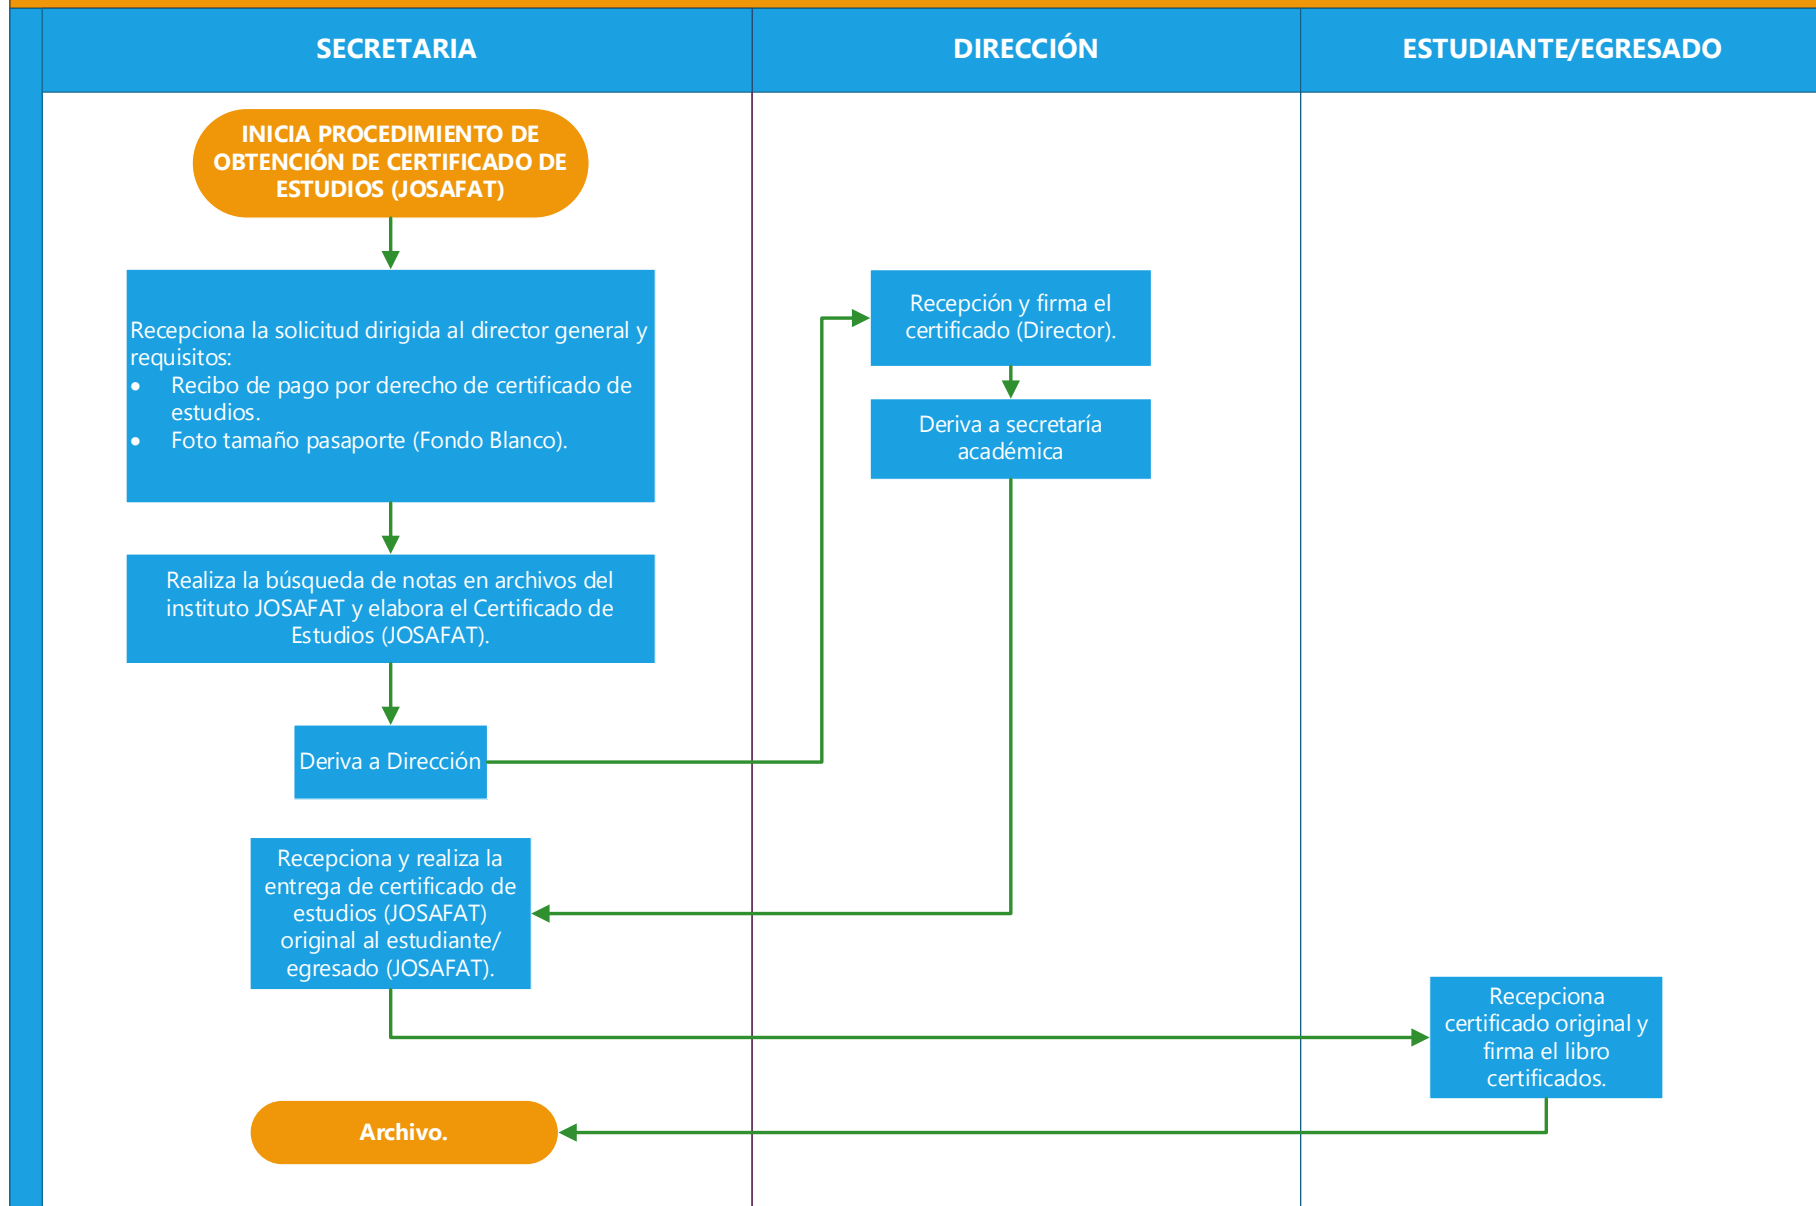 SECRETARIA
DIRECCIÓN
ESTUDIANTE/EGRESADO
INICIA PROCEDIMIENTO DE
OBTENCIÓN DE CERTIFICADO DE
ESTUDIOS (JOSAFAT)
Recepciona la solicitud dirigida al director general y
requisitos:
• Recibo de pago por derecho de certificado de
estudios.
• Foto tamaño pasaporte (Fondo Blanco).
Realiza la búsqueda de notas en archivos del
instituto JOSAFAT y elabora el Certificado de
Estudios (JOSAFAT).
Deriva a Dirección
Recepción y firma el
certificado (Director).
Deriva a secretaría
académica
Recepciona y realiza la
entrega de certificado de
estudios (JOSAFAT)
original al estudiante/
egresado (JOSAFAT).
Recepciona
certificado original y
firma el libro
certificados.
Archivo.